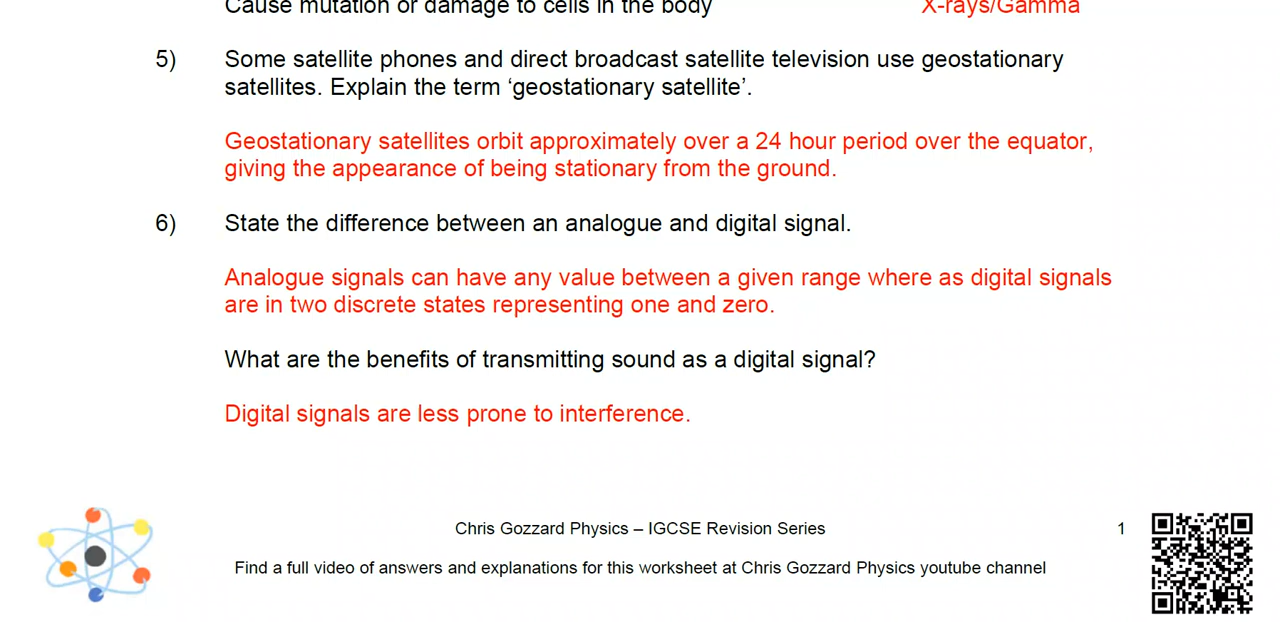 Cause mutation or damage to cells in the body X-rays/Gamma
5) Some satellite phones and direct broadcast satellite television use geostationary
satellites. Explain the term ‘geostationary satellite’.
Geostationary satellites orbit approximately over a 24 hour period over the equator,
giving the appearance of being stationary from the ground.
6) State the difference between an analogue and digital signal.
Analogue signals can have any value between a given range where as digital signals
are in two discrete states representing one and zero.
What are the benefits of transmitting sound as a digital signal?
Digital signals are less prone to interference.
Chris Gozzard Physics – IGCSE Revision Series 1
Find a full video of answers and explanations for this worksheet at Chris Gozzard Physics youtube channel